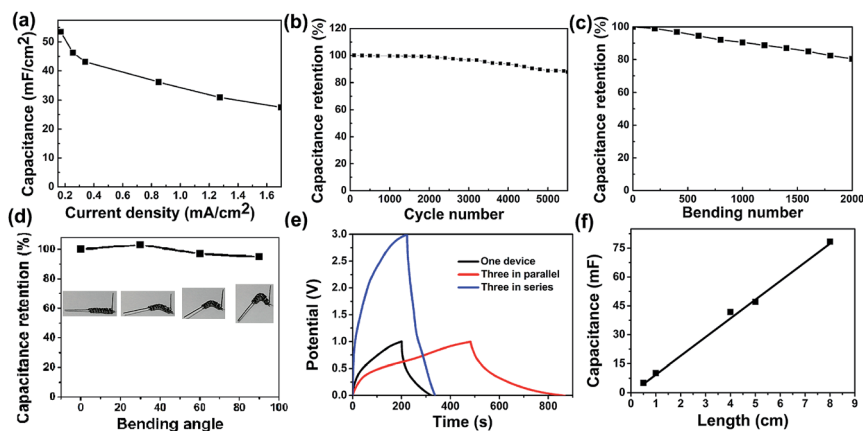 (a)
Capacitance (mF/cm²)
60
50
40
30
20
10
0
0.2 0.4 0.6 0.8 1.0 1.2 1.4 1.6
Current density (mA/cm²)
(b)
Capacitance retention (%)
120
100
80
60
40
20
0
0 1000 2000 3000 4000 5000
Cycle number
(c)
Capacitance retention (%)
100
80
60
40
20
0
0 400 800 1200 1600 2000
Bending number
(d)
Capacitance retention (%)
100
80
60
40
20
0
0 20 40 60 80 100
Bending angle
(e)
Potential (V)
3.0
2.5
2.0
1.5
1.0
0.5
0.0
One device
Three in parallel
Three in series
0 200 400 600 800
Time (s)
(f)
Capacitance (mF)
75
60
45
30
15
0 1 2 3 4 5 6 7 8 9
Length (cm)